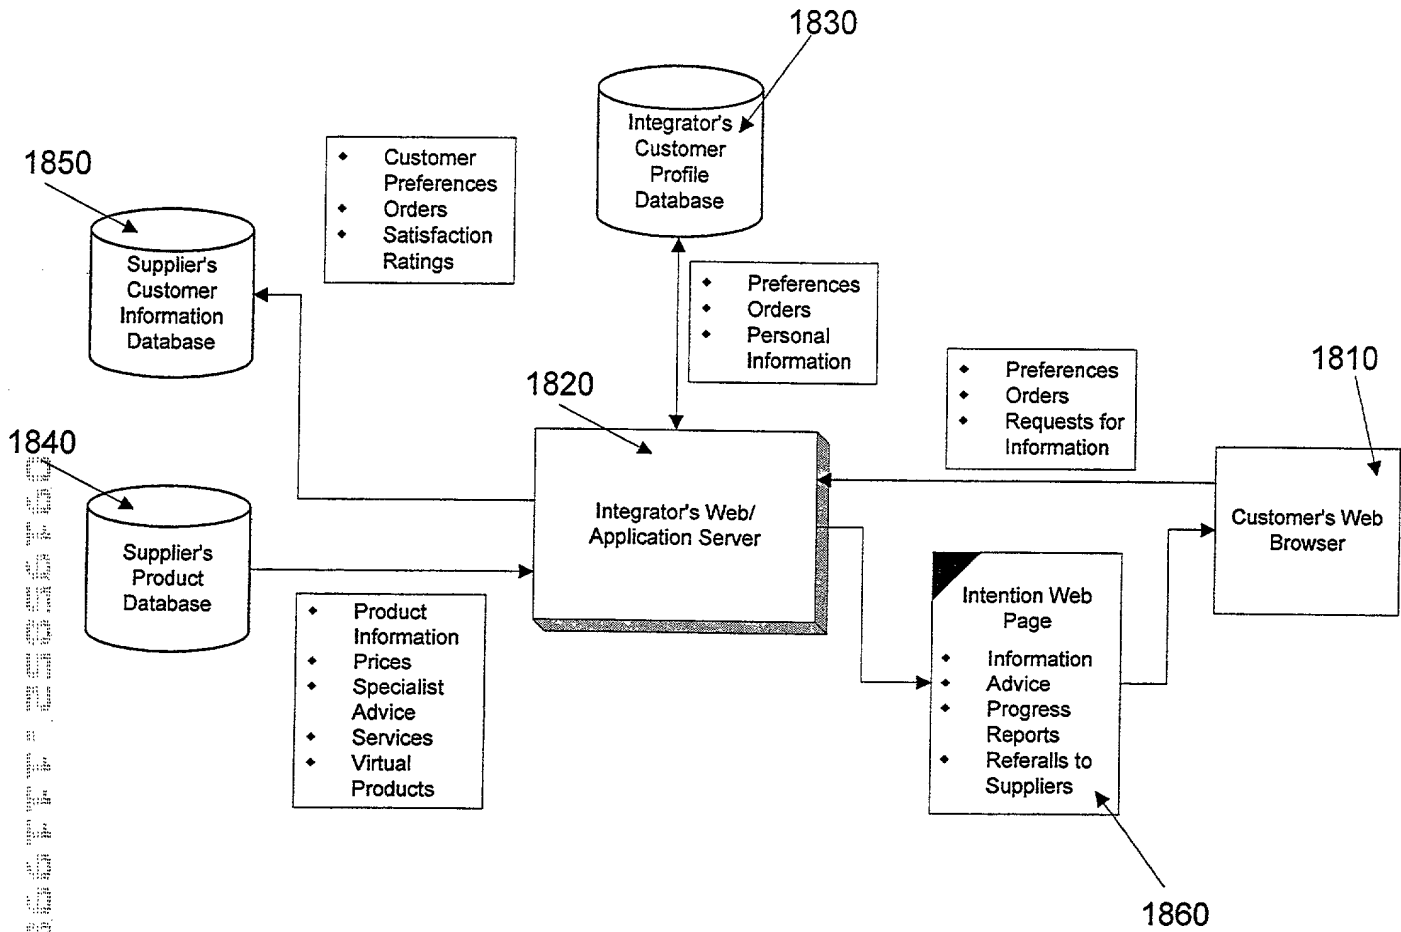 1830
Integrator's
Customer
Profile
Database
1850
Customer
Preferences
Orders
Satisfaction
Ratings
Supplier's
Customer
Information
Database
Preferences
Orders
Personal
Information
1820
Preferences
Orders
Requests for
Information
1810
1840
Supplier's
Product
Database
Integrator's Web/
Application Server
Customer's Web
Browser
Product
Information
Prices
Specialist
Advice
Services
Virtual
Products
Intention Web
Page
Information
Advice
Progress
Reports
Referalls to
Suppliers
1860